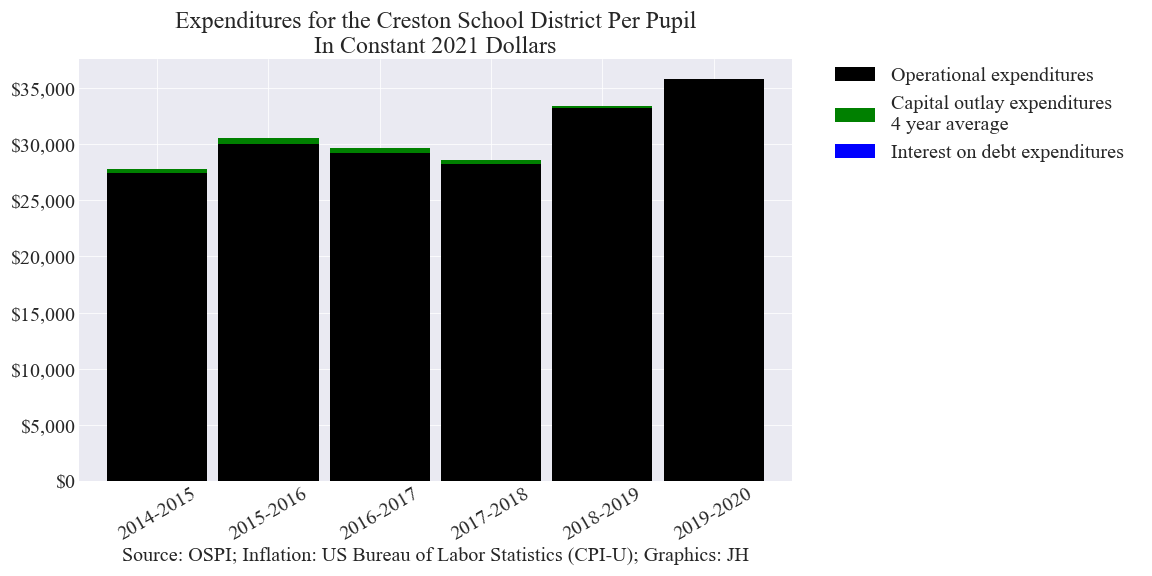 Expenditures for the Creston School District Per Pupil
In Constant 2021 Dollars
Operational expenditures
Capital outlay expenditures
4 year average
Interest on debt expenditures
$35,000
$30,000
$25,000
$20,000
$15,000
$10,000
$5,000
$0
2014-2015
2015-2016
2016-2017
2017-2018
2018-2019
2019-2020
Source: OSPI; Inflation: US Bureau of Labor Statistics (CPI-U); Graphics: JH